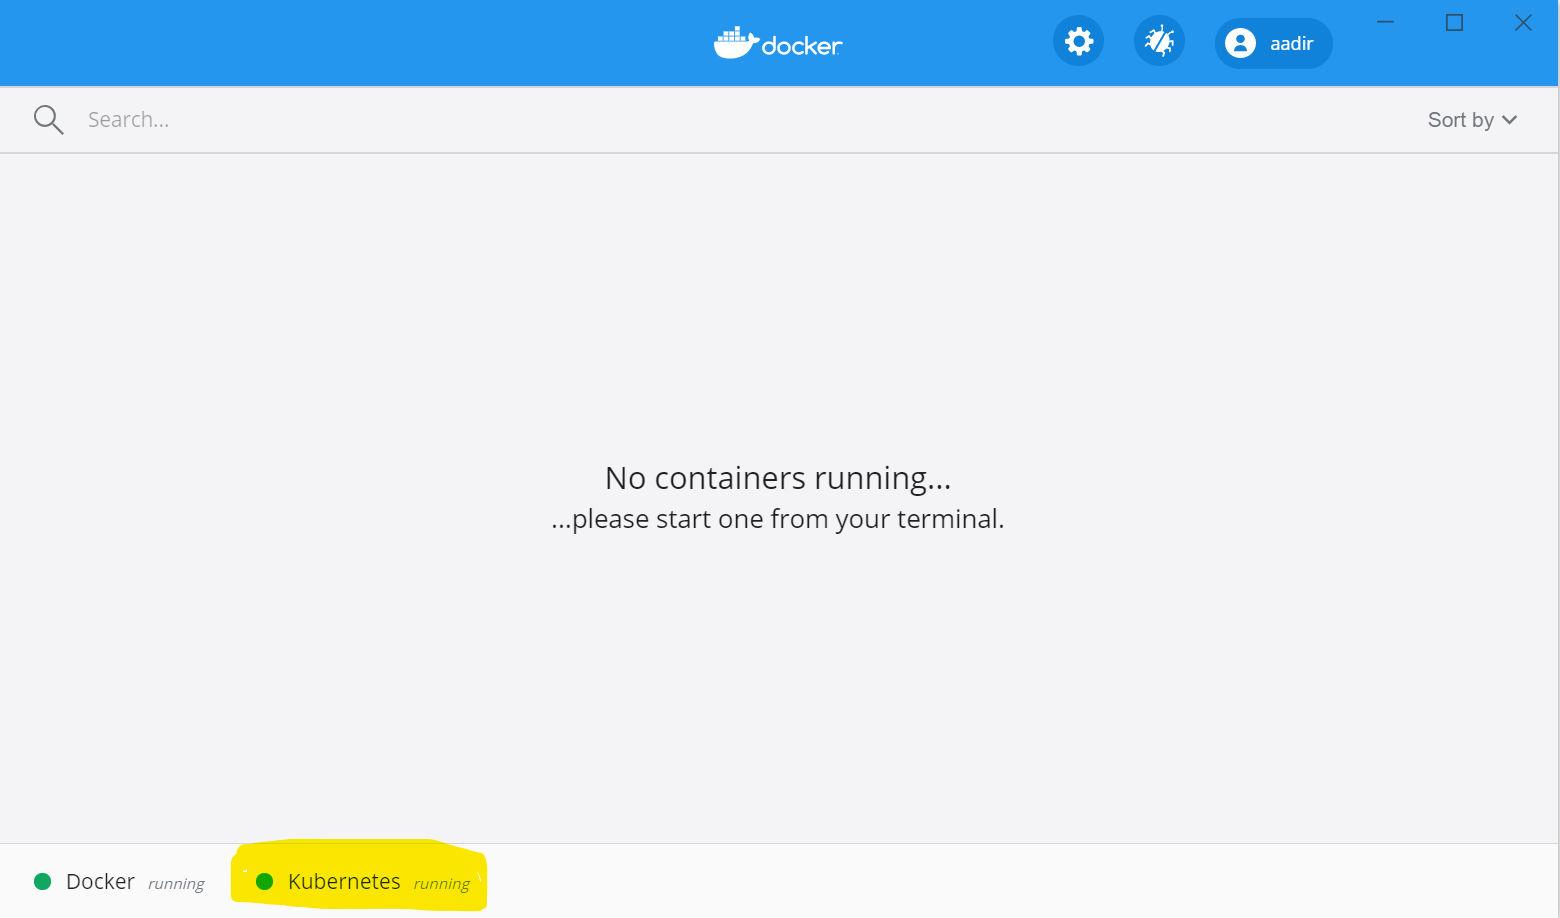 docker
aadir
Search...
Sort by
No containers running...
...please start one from your terminal.
Docker running Kubernetes running